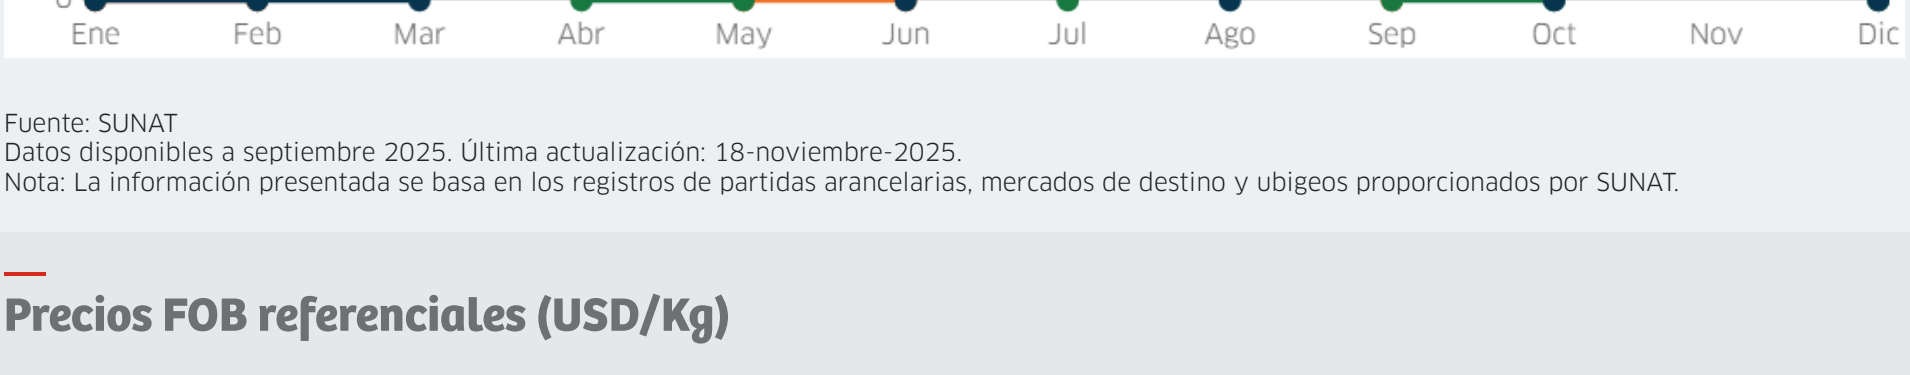 0
Ene Feb Mar Abr May Jun Jul Ago Sep Oct Nov Dic
Fuente: SUNAT
Datos disponibles a septiembre 2025. Última actualización: 18-noviembre-2025.
Nota: La información presentada se basa en los registros de partidas arancelarias, mercados de destino y ubigeos proporcionados por SUNAT.
Precios FOB referenciales (USD/Kg)